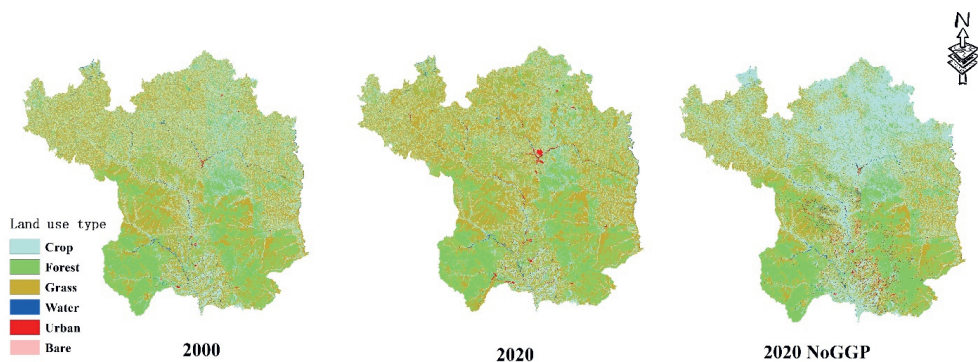 Land use type
Crop
Forest
Grass
Water
Urban
Bare
2000
2020
2020 NoGGP
N